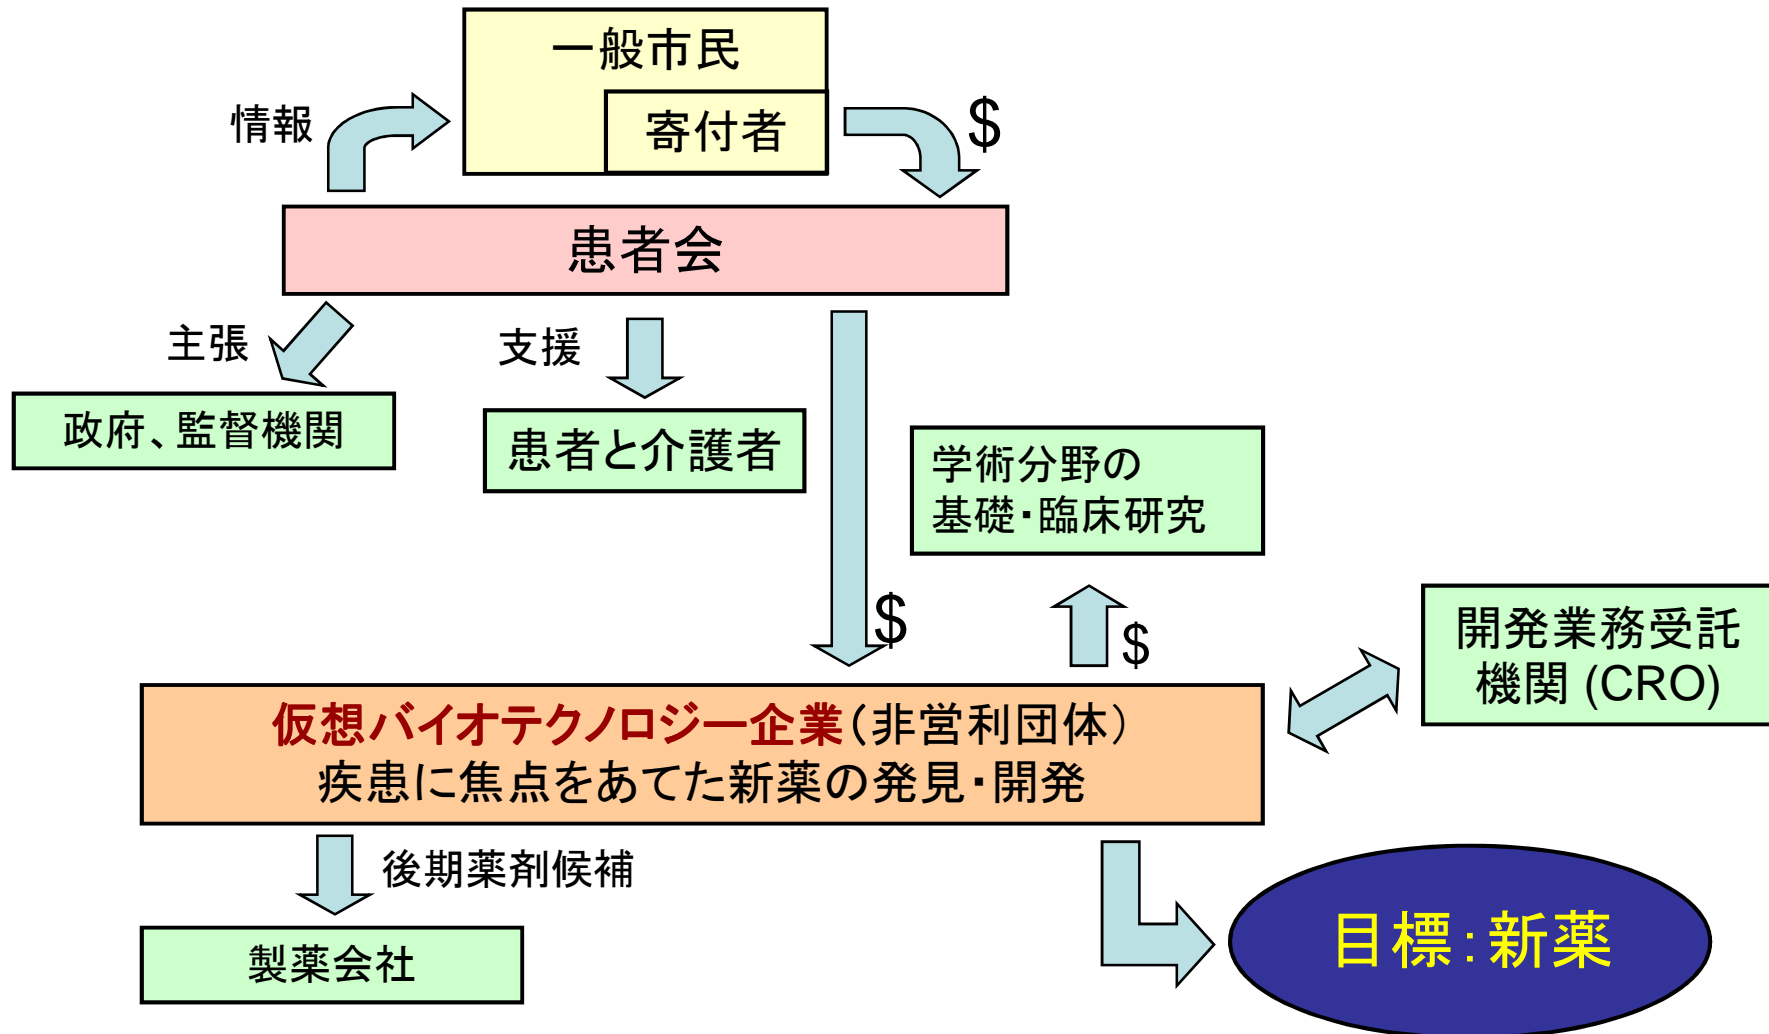 一般市民
情報
寄付者
$
患者会
主張
支援
政府、監督機関
患者と介護者
学術分野の
基礎・臨床研究
$
$
開発業務受託
機関 (CRO)
仮想バイオテクノロジー企業(非営利団体)
疾患に焦点をあてた新薬の発見・開発
後期薬剤候補
製薬会社
目標:新薬